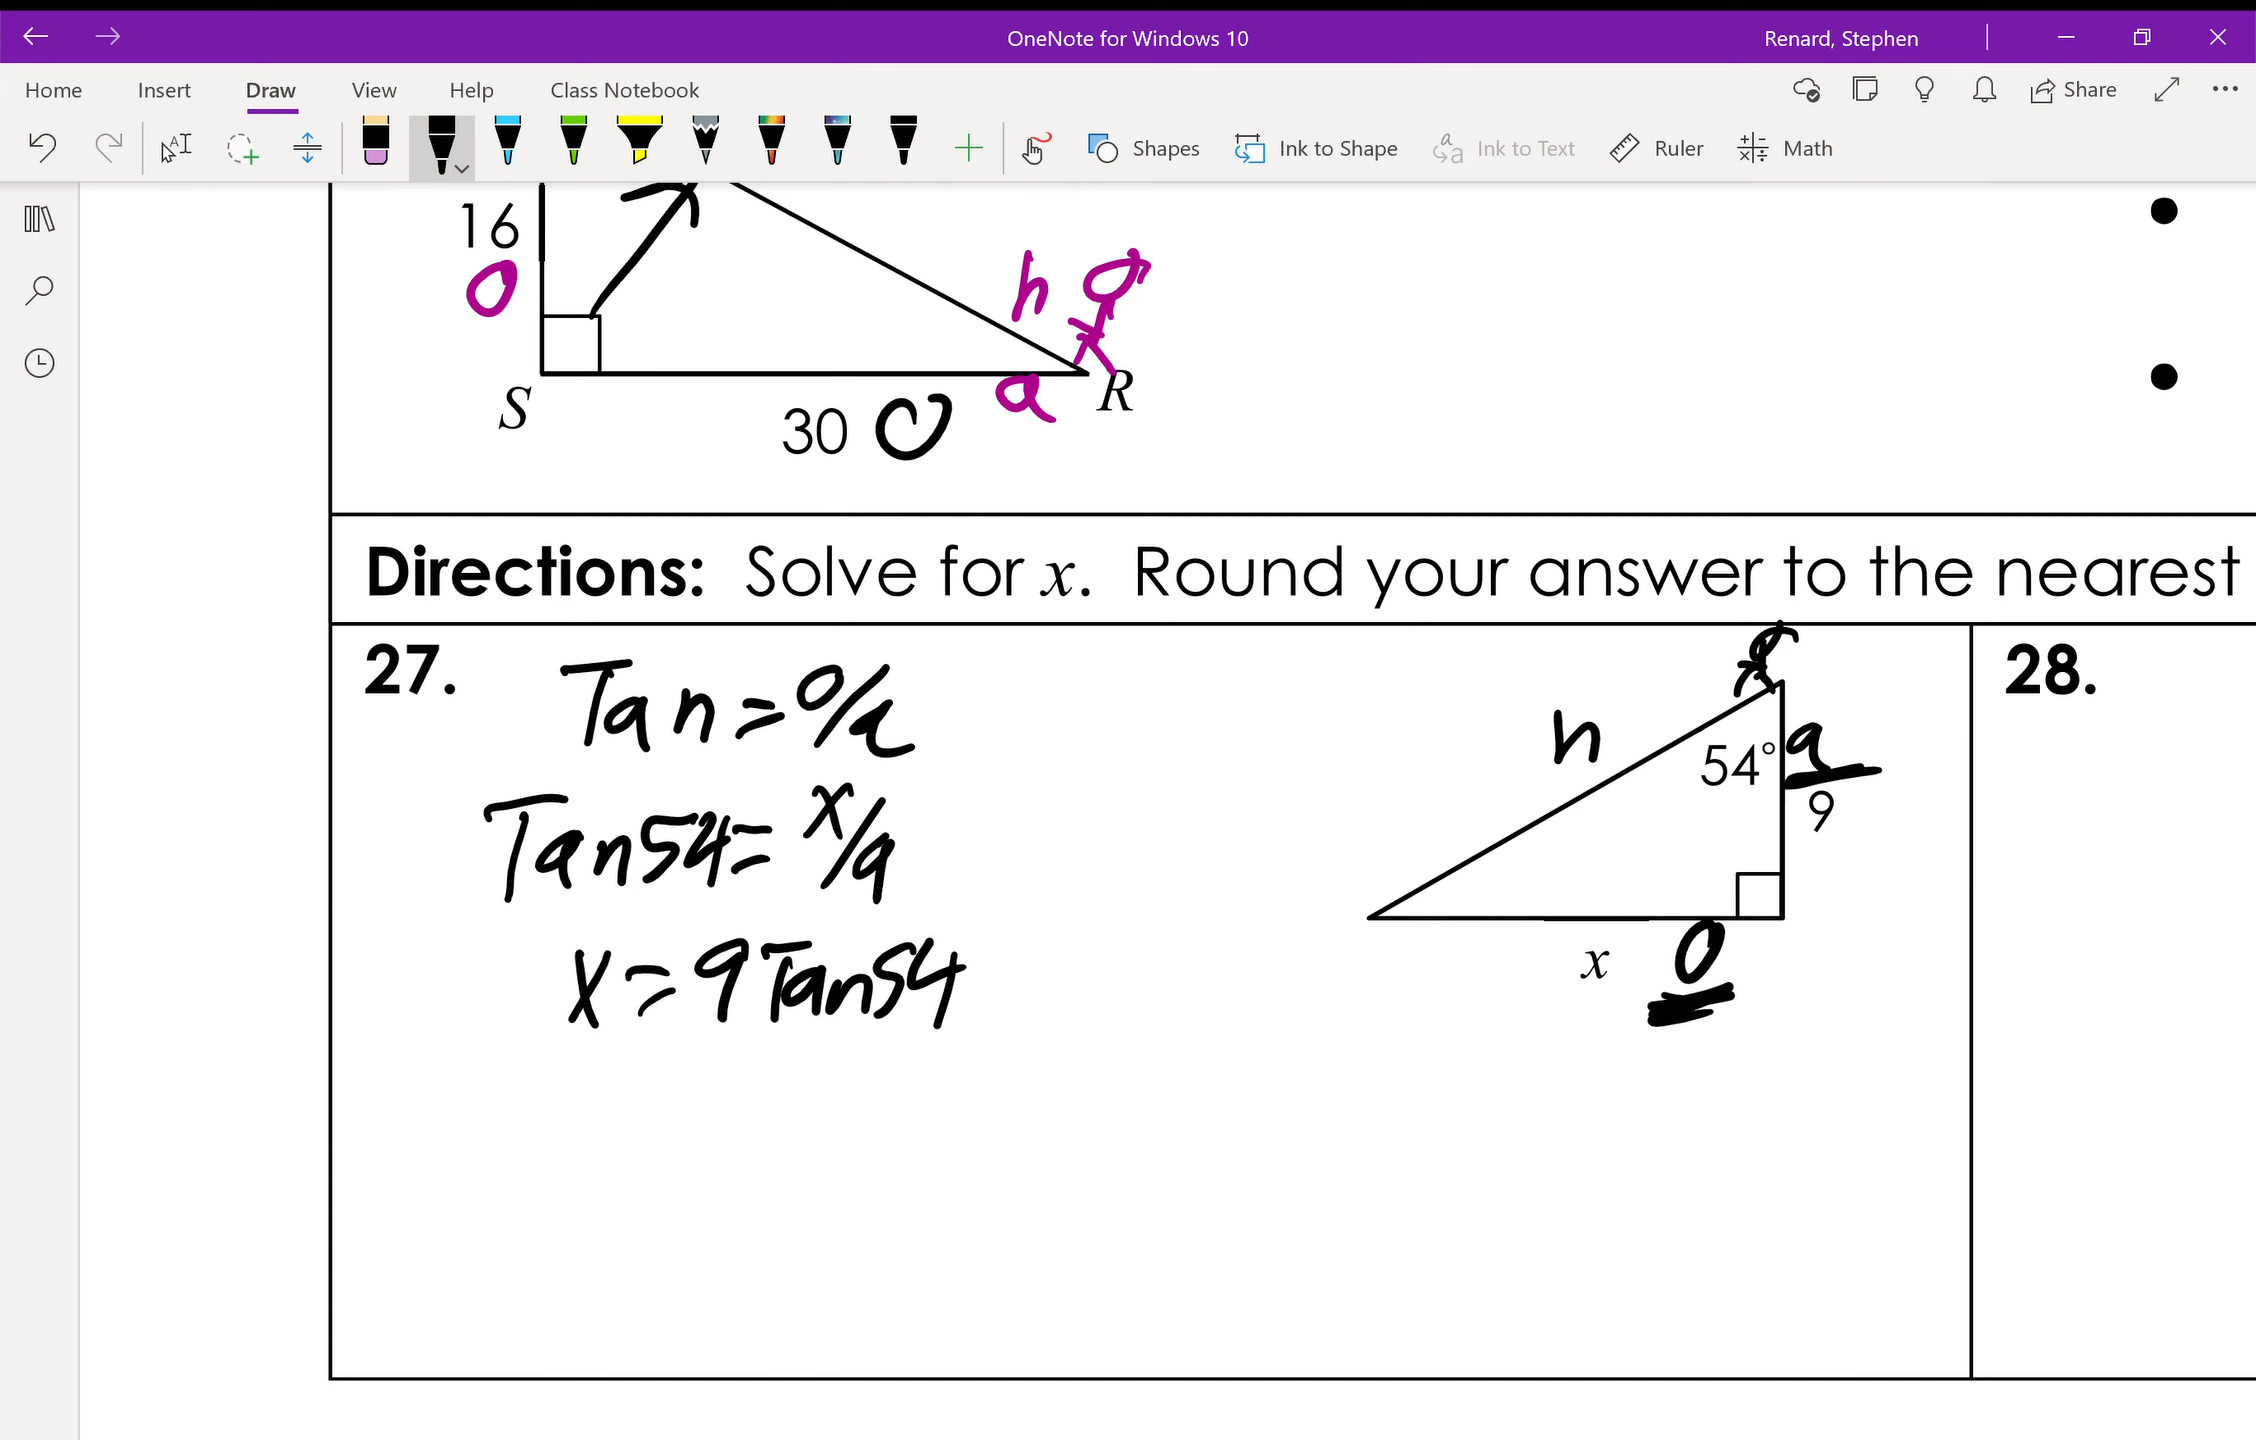 OneNote for Windows 10
Renard, Stephen
Home Insert Draw View Help Class Notebook
Share
Shapes Ink to Shape Ink to Text Ruler Math
16
O
h
S
a
R
30 O
Directions: Solve for x. Round your answer to the nearest
27.
Tan = o/a
Tan54= x/9
x = 9 Tan54
h
54° a
9
x O
28.